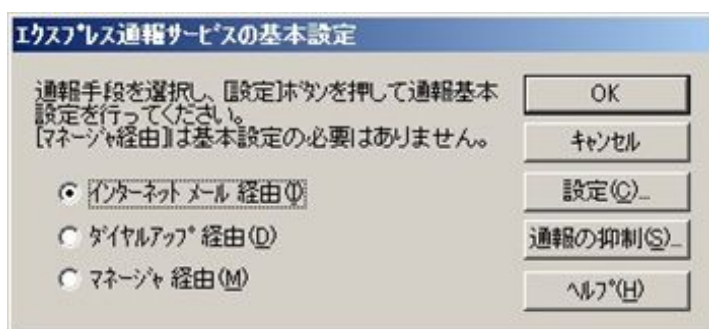 ｴｸｽﾌﾟﾚｽ通報ｻｰﾋﾞｽの基本設定
通報手段を選択し、[設定]ﾎﾞﾀﾝを押して通報基本
設定を行ってください。
[ﾏﾈｰｼﾞｬ経由]は基本設定の必要はありません。
ｲﾝﾀｰﾈｯﾄ ﾒｰﾙ 経由(I)
ﾀﾞｲﾔﾙｱｯﾌﾟ 経由(D)
ﾏﾈｰｼﾞｬ 経由(M)
OK
ｷｬﾝｾﾙ
設定(C)...
通報の抑制(S)...
ﾍﾙﾌﾟ(H)